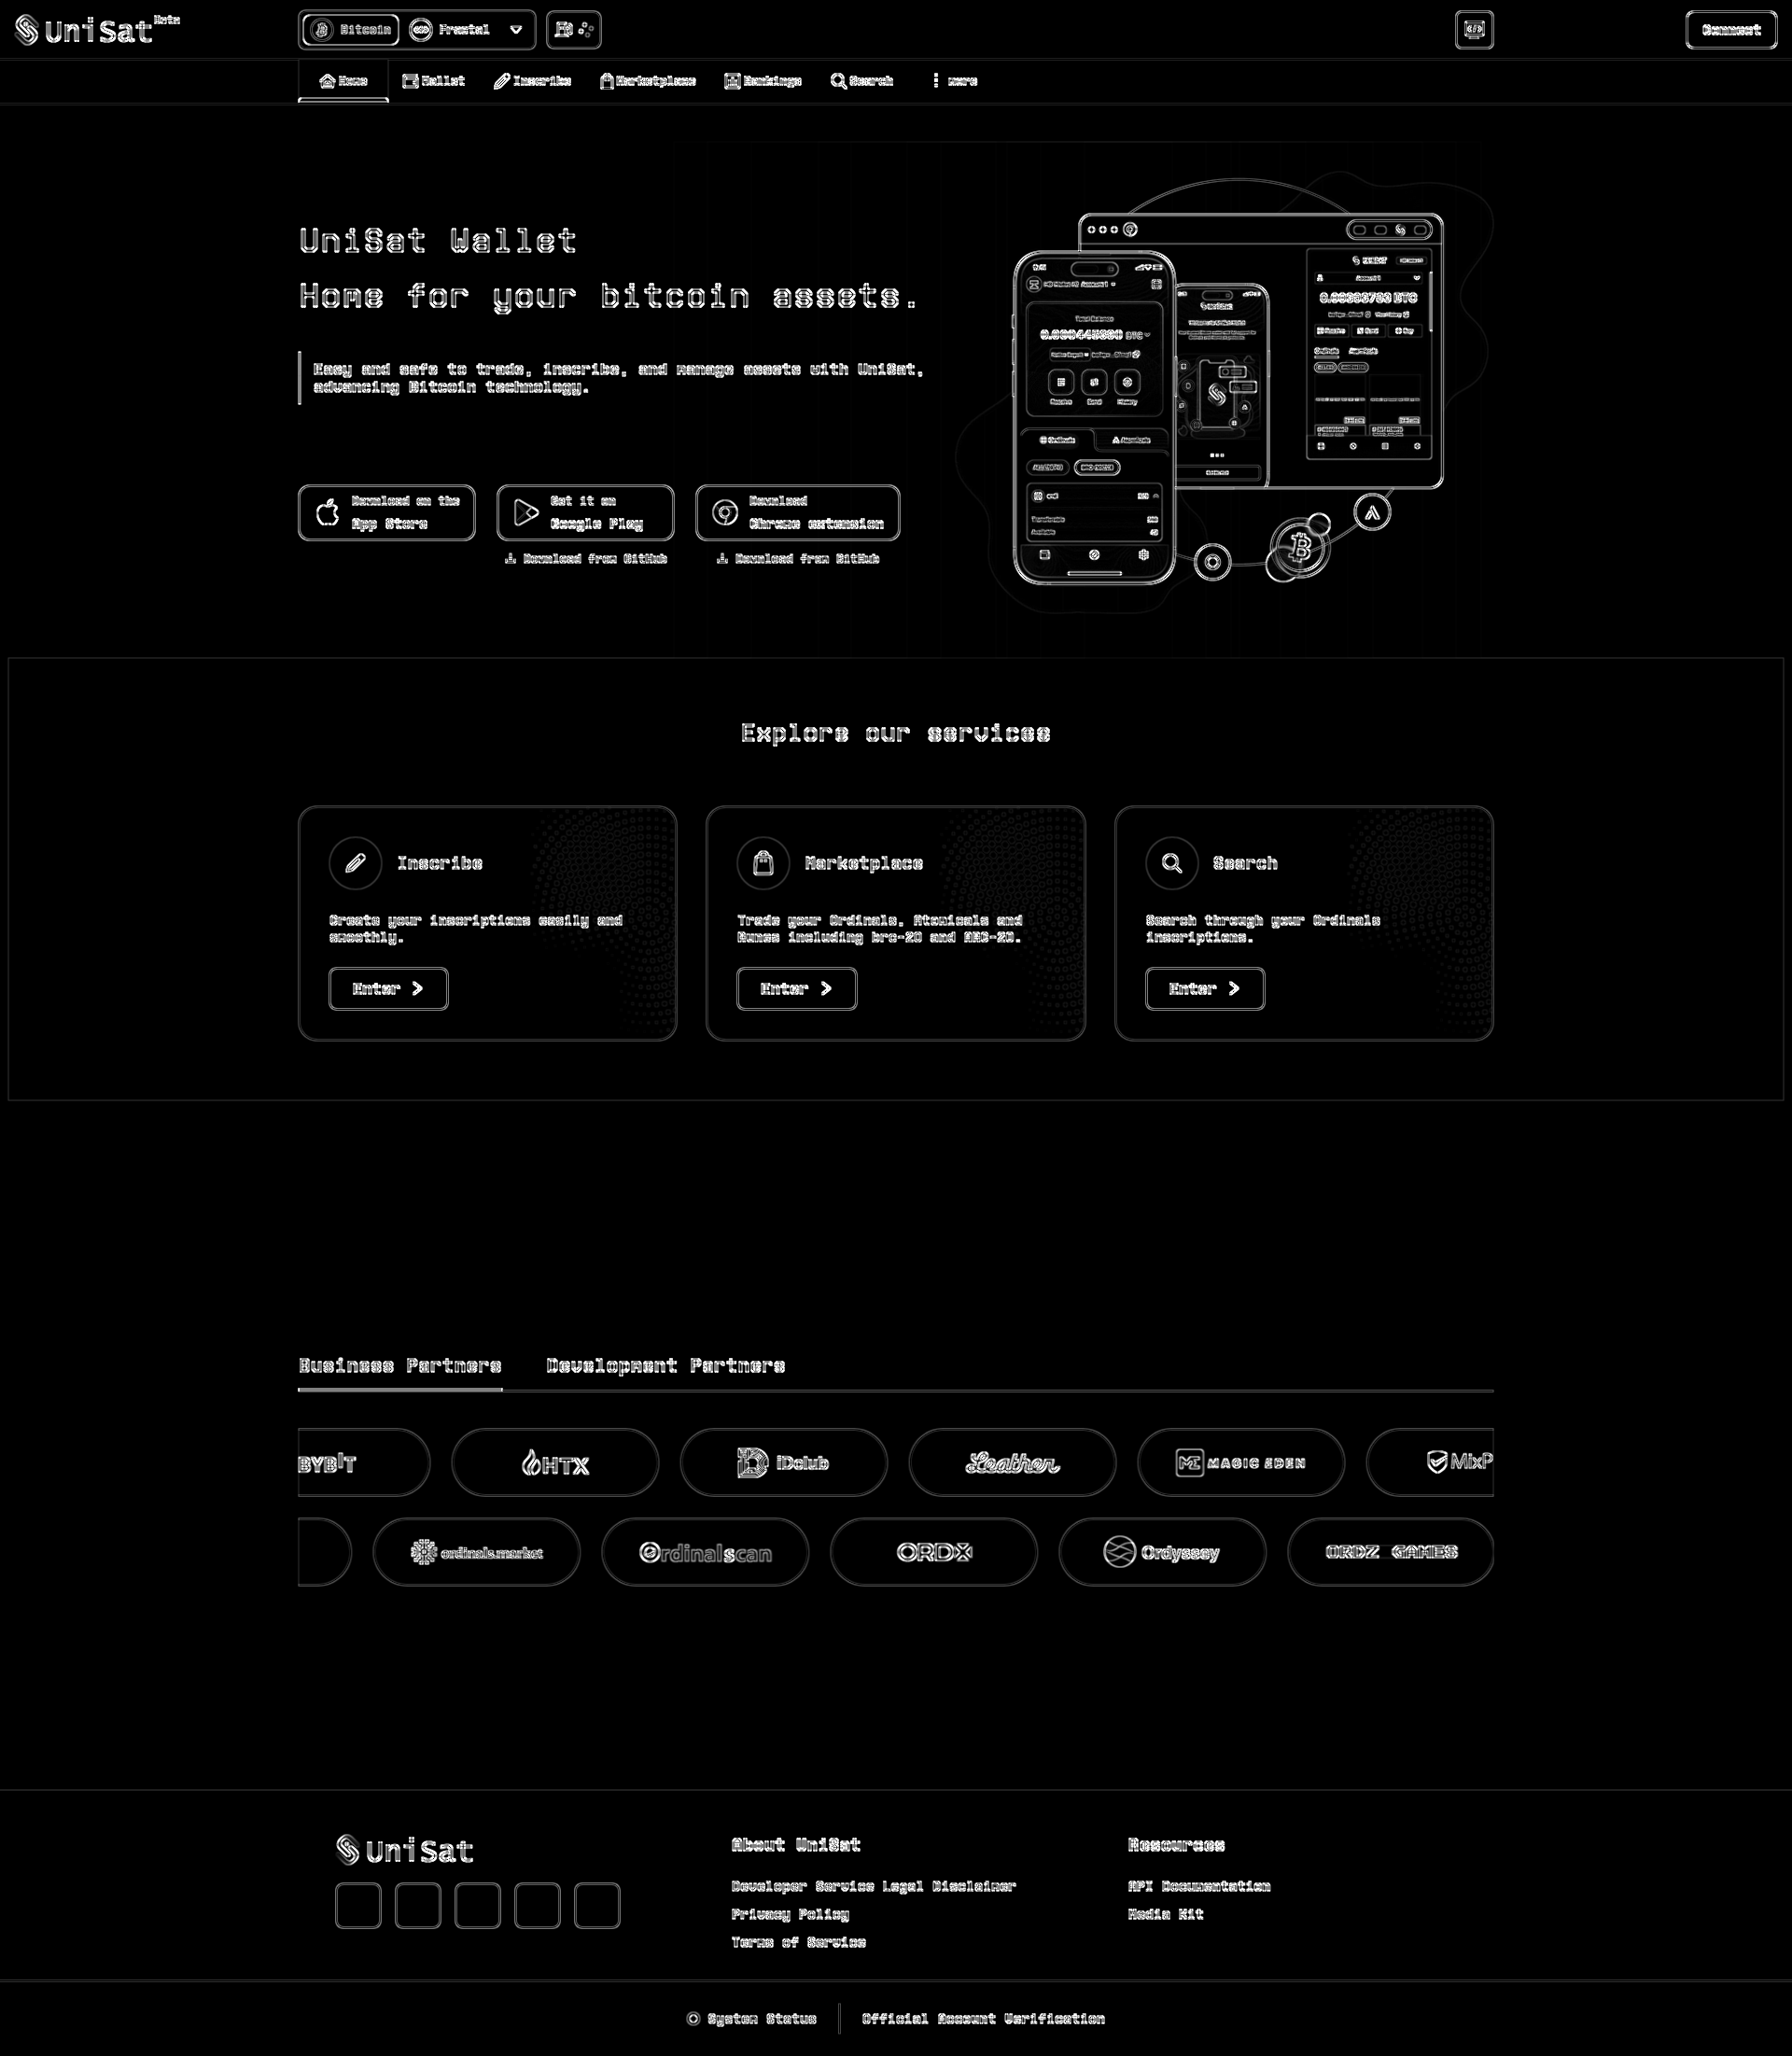 UniSat Beta
Bitcoin Fractal
Connect
Home Wallet Inscribe Marketplace Rankings Search more
UniSat Wallet
Home for your bitcoin assets.
Easy and safe to trade, inscribe, and manage assets with UniSat,
advancing Bitcoin technology.
Download on the
App Store
Get it on
Google Play
Download
Chrome extension
Download from GitHub
Download from GitHub
Explore our services
Inscribe
Create your inscriptions easily and
smoothly.
Enter
Marketplace
Trade your Ordinals, Atomicals and
Runes including brc-20 and ARC-20.
Enter
Search
Search through your Ordinals
inscriptions.
Enter
Business Partners Development Partners
BYBIT HTX iDclub Leather MAGIC EDEN MixP
ordinals.market Ordinalscan ORDX Ordyssey ORDZ GAMES
UniSat
About UniSat
Developer Service Legal Disclaimer
Privacy Policy
Terms of Service
Resources
API Documentation
Media Kit
System Status Official Account Verification